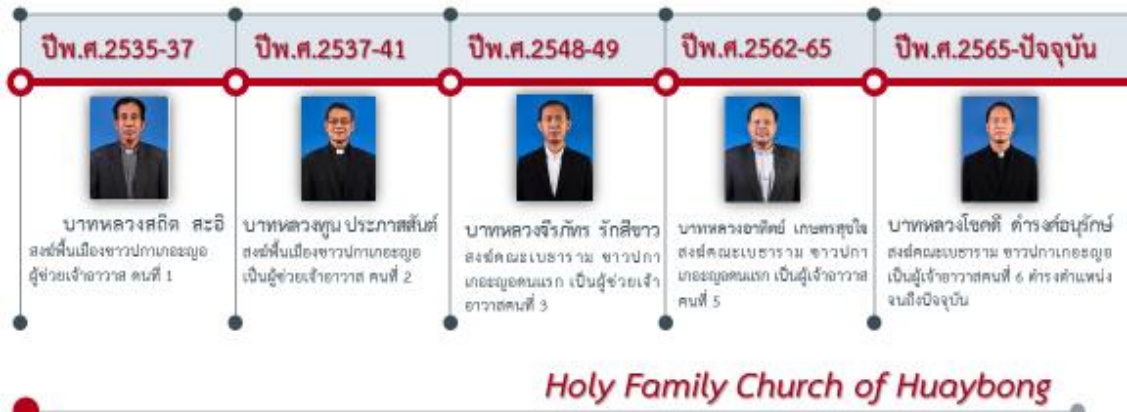 ปีพ.ศ.2535-37
ปีพ.ศ.2537-41
ปีพ.ศ.2548-49
ปีพ.ศ.2562-65
ปีพ.ศ.2565-ปัจจุบัน
บาทหลวงสถิต สะอิ
สงฆ์พื้นเมืองชาวปกาเกอะญอ
ผู้ช่วยเจ้าอาวาส คนที่ 1
บาทหลวงทูน ประภาสสันต์
สงฆ์พื้นเมืองชาวปกาเกอะญอ
เป็นผู้ช่วยเจ้าอาวาส คนที่ 2
บาทหลวงจีรภัทร รักสีขาว
สงฆ์คณะเบธาราม ชาวปกา
เกอะญอคนแรก เป็นผู้ช่วยเจ้า
อาวาสคนที่ 3
บาทหลวงอาทิตย์ เกษตรสุขใจ
สงฆ์คณะเบธาราม ชาวปกา
เกอะญอคนแรก เป็นผู้เจ้าอาวาส
คนที่ 5
บาทหลวงโชคดี ดำรงค์อนุรักษ์
สงฆ์คณะเบธาราม ชาวปกาเกอะญอ
เป็นผู้เจ้าอาวาสคนที่ 6 ดำรงตำแหน่ง
จนถึงปัจจุบัน
Holy Family Church of Huaybong